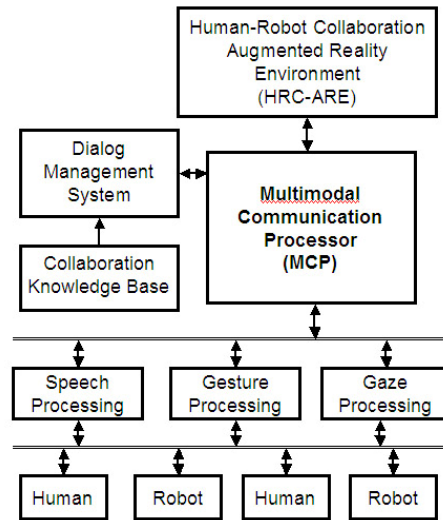 Human-Robot Collaboration
Augmented Reality
Environment
(HRC-ARE)
Dialog
Management
System
Multimodal
Communication
Processor
(MCP)
Collaboration
Knowledge Base
Speech
Processing
Gesture
Processing
Gaze
Processing
Human
Robot
Human
Robot